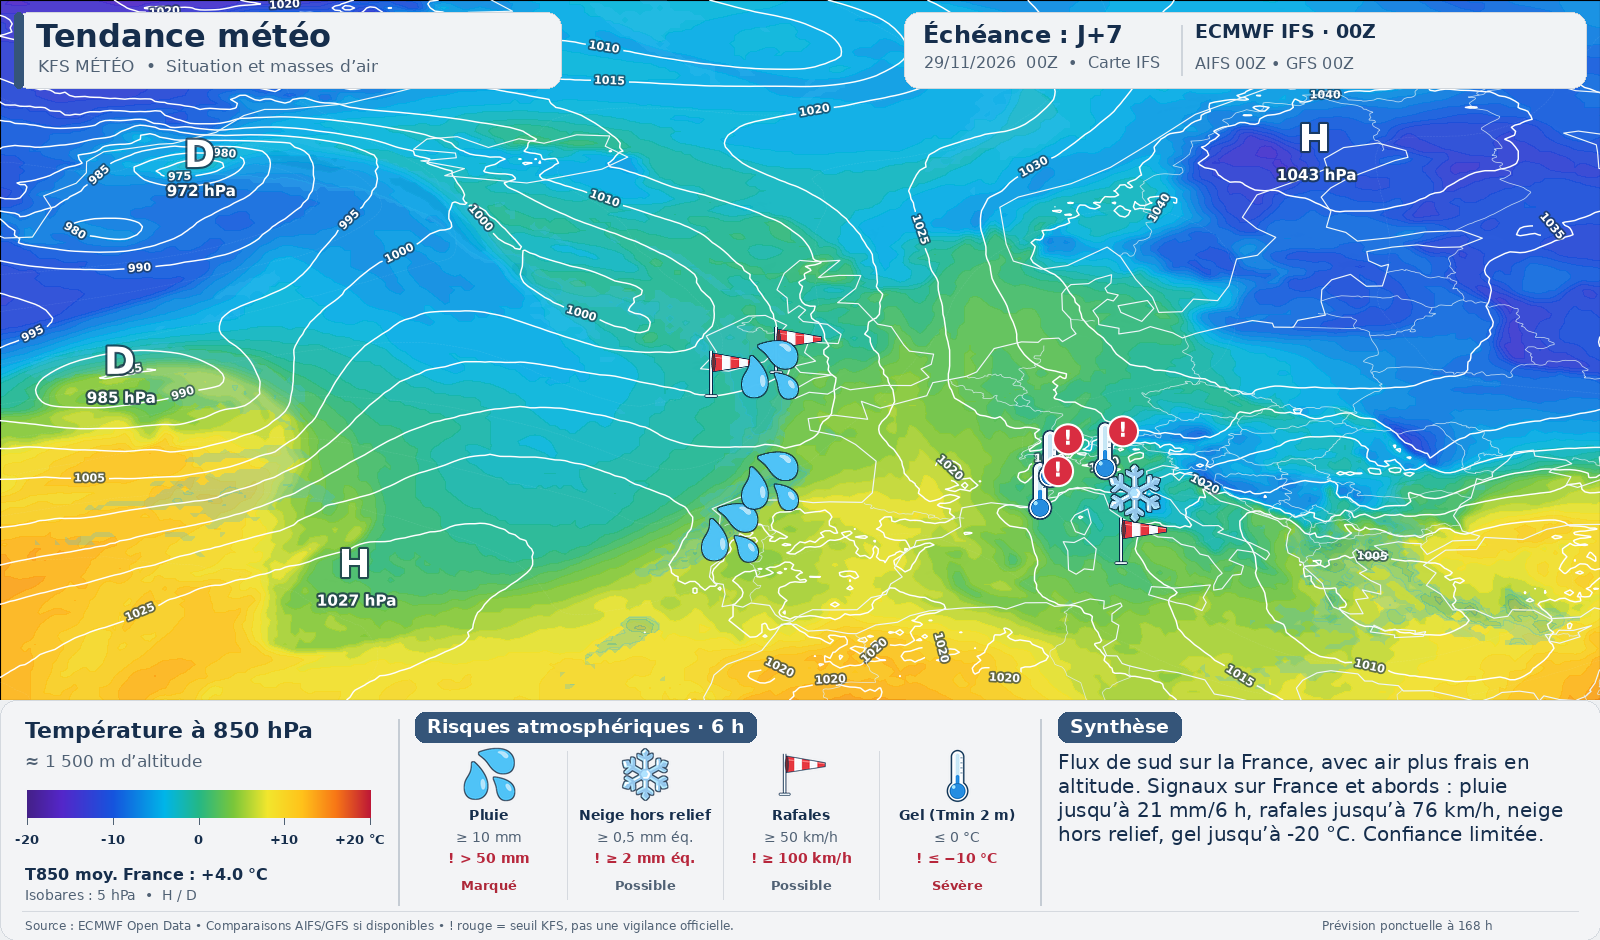 Tendance météo
KFS MÉTÉO • Situation et masses d’air
Échéance : J+7
29/11/2026 00Z • Carte IFS
ECMWF IFS · 00Z
AIFS 00Z • GFS 00Z
1020
1020
1010
1015
1020
1040
D
980
975
972 hPa
985
980
990
995
1000
1000
995
1010
1000
1025
1030
1040
H
1043 hPa
1035
D
985 hPa
990
1005
H
1027 hPa
1025
1020
1020
1005
1020
1020
1020
1020
1020
1015
1010
!
!
!
Température à 850 hPa
≈ 1 500 m d’altitude
-20
-10
0
+10
+20 °C
T850 moy. France : +4.0 °C
Isobares : 5 hPa • H / D
Risques atmosphériques · 6 h
Pluie
≥ 10 mm
! > 50 mm
Marqué
Neige hors relief
≥ 0,5 mm éq.
! ≥ 2 mm éq.
Possible
Rafales
≥ 50 km/h
! ≥ 100 km/h
Possible
Gel (Tmin 2 m)
≤ 0 °C
! ≤ −10 °C
Sévère
Synthèse
Flux de sud sur la France, avec air plus frais en
altitude. Signaux sur France et abords : pluie
jusqu’à 21 mm/6 h, rafales jusqu’à 76 km/h, neige
hors relief, gel jusqu’à -20 °C. Confiance limitée.
Source : ECMWF Open Data • Comparaisons AIFS/GFS si disponibles • ! rouge = seuil KFS, pas une vigilance officielle.
Prévision ponctuelle à 168 h